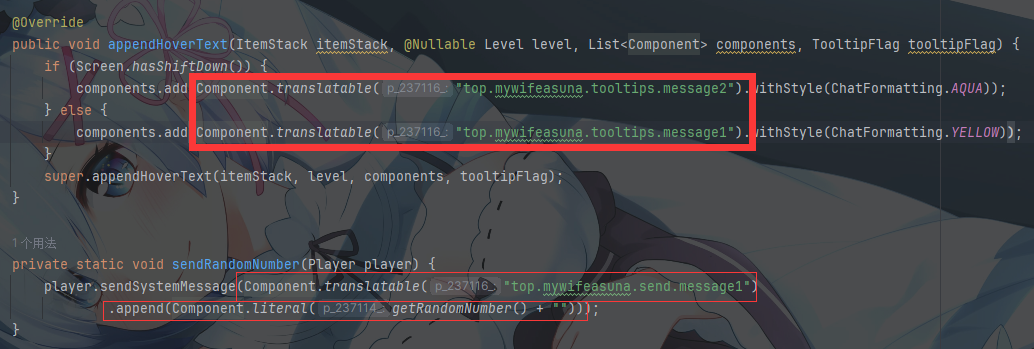 @Override
public void appendHoverText(ItemStack itemStack, @Nullable Level level, List<Component> components, TooltipFlag tooltipFlag) {
if (Screen.hasShiftDown()) {
components.add(Component.translatable( p_237116_: "top.mywifeasuna.tooltips.message2").withStyle(ChatFormatting.AQUA));
} else {
components.add(Component.translatable( p_237116_: "top.mywifeasuna.tooltips.message1").withStyle(ChatFormatting.YELLOW));
}
super.appendHoverText(itemStack, level, components, tooltipFlag);
}
1个用法
private static void sendRandomNumber(Player player) {
player.sendSystemMessage(Component.translatable( p_237116_: "top.mywifeasuna.send.message1")
.append(Component.literal( p_237114_: getRandomNumber() + "")));
}